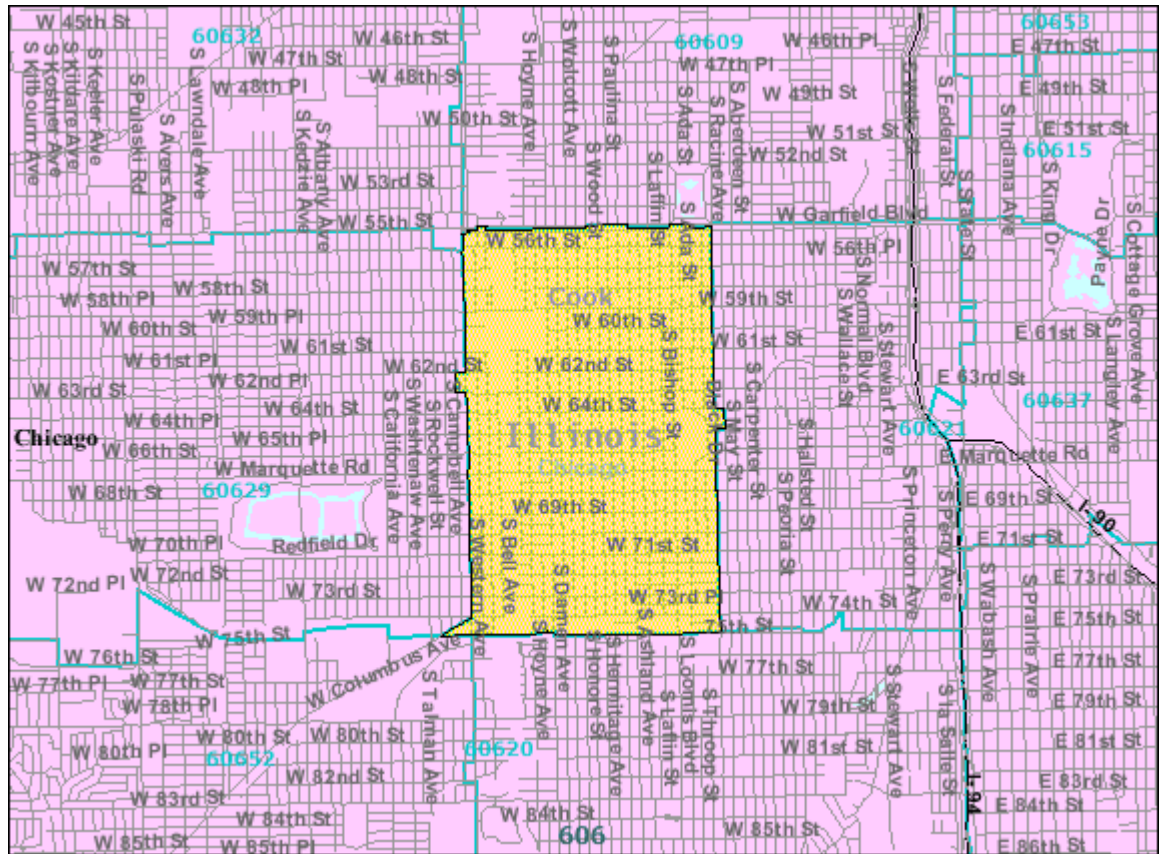 W 45th St
60632
W 46th St
W 47th St
W 48th St
W 48th Pl
W 50th St
60609
W 46th Pl
W 47th Pl
W 49th St
W 51st St
W 52nd St
60653
E 47th St
E 49th St
E 51st St
60615
S Kilbourn Ave
S Kostner Ave
S Kildare Ave
S Keeler Ave
S Pulaski Rd
S Ayers Ave
S Lawndale Ave
S Kedzie Ave
S Albany Ave
S Hoyne Ave
S Wolcott Ave
S Paulina St
S Wood St
S Laflin St
S Ada St
S Racine Ave
S Aberdeen St
S Federal St
S State St
S Indiana Ave
S King Dr
Payne Dr
S Cottage Grove Ave
W 53rd St
W 55th St
W Garfield Blvd
W 56th St
W 56th Pl
S Ada St
W 57th St
W 58th St
W 58th Pl
W 59th Pl
W 60th St
W 61st St
W 61st Pl
W 62nd St
W 62nd Pl
W 63rd St
W 64th St
W 64th Pl
W 65th Pl
W 66th St
W Marquette Rd
W 68th St
60629
W 70th Pl
Redfield Dr
W 72nd Pl
W 72nd St
W 73rd St
Chicago
Cook
W 60th St
W 62nd St
W 64th St
Illinois
Chicago
W 69th St
W 71st St
W 73rd P
75th St
S Bishop St
S California Ave
S Washtenaw Ave
S Rockwell St
S Campbell Ave
S Western Ave
S Bell Ave
S Damen Ave
W 59th St
W 61st St
S Normal Blvd
S Wallace St
S Stewart Ave
Black Dr
S May St
S Carpenter St
S Halsted St
S Peoria St
S Princeton Ave
S Perry Ave
E 61st St
S Langley Ave
E 63rd St
60637
60621
E Marquette Rd
E 69th St
I-90
E 71st St
E 73rd St
E 75th St
W 74th St
S Wabash Ave
S Prairie Ave
W 75th St
W 76th St
W 77th St
W 77th Pl
W 78th Pl
W Columbus Ave
W 80th St
W 80th St
W 80th Pl
60652
W 82nd St
W 83rd St
W 84th St
W 85th St
W 85th Pl
S Talman Ave
60620
S Hoyne Ave
S Honore St
S Hermitage Ave
S Ashland Ave
S Laflin St
S Loomis Blvd
S Throop St
W 77th St
W 79th St
W 81st St
W 84th St
606
W 85th St
S Stewart Ave
S la Salle St
I-94
E 77th St
E 79th St
E 81st St
E 83rd St
E 84th St
E 86th St